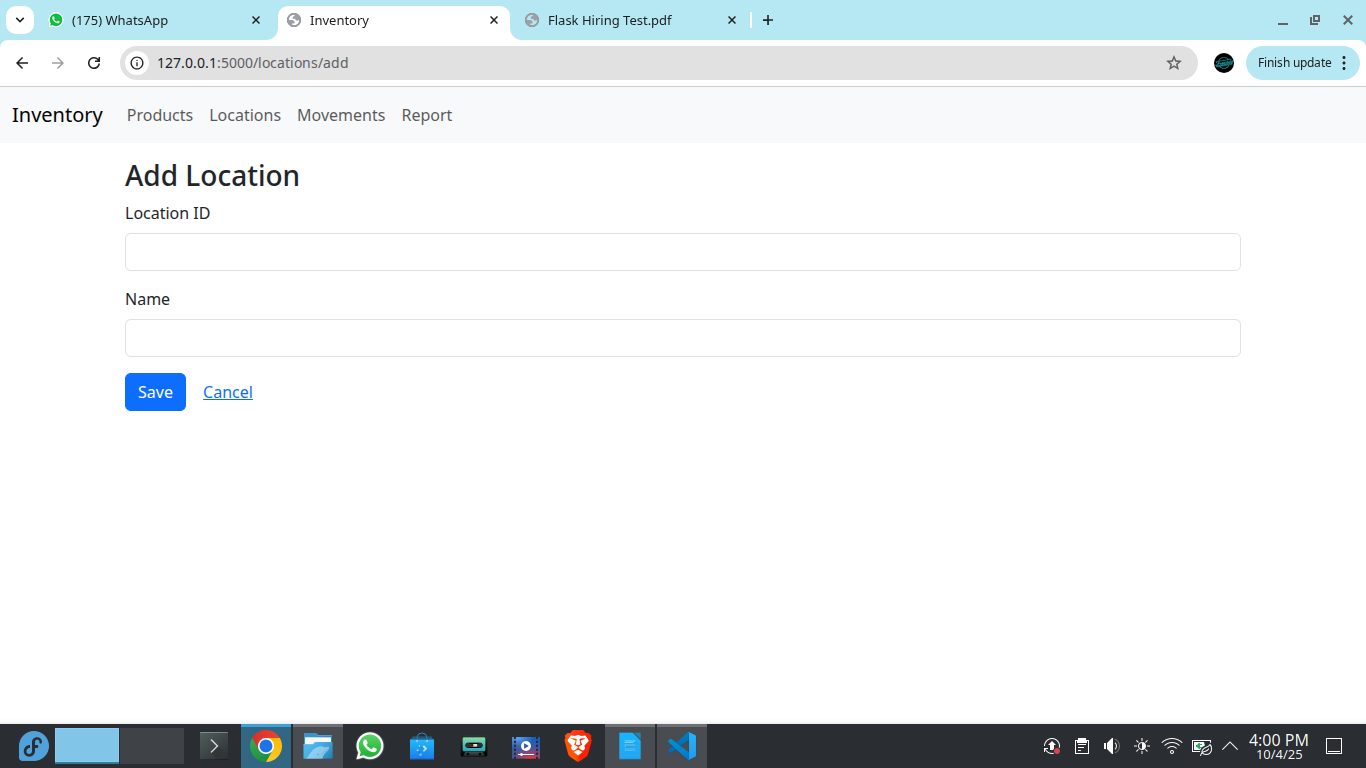 (175) WhatsApp
Inventory
Flask Hiring Test.pdf
127.0.0.1:5000/locations/add
Finish update
Inventory Products Locations Movements Report
Add Location
Location ID
Name
Save Cancel
4:00 PM
10/4/25